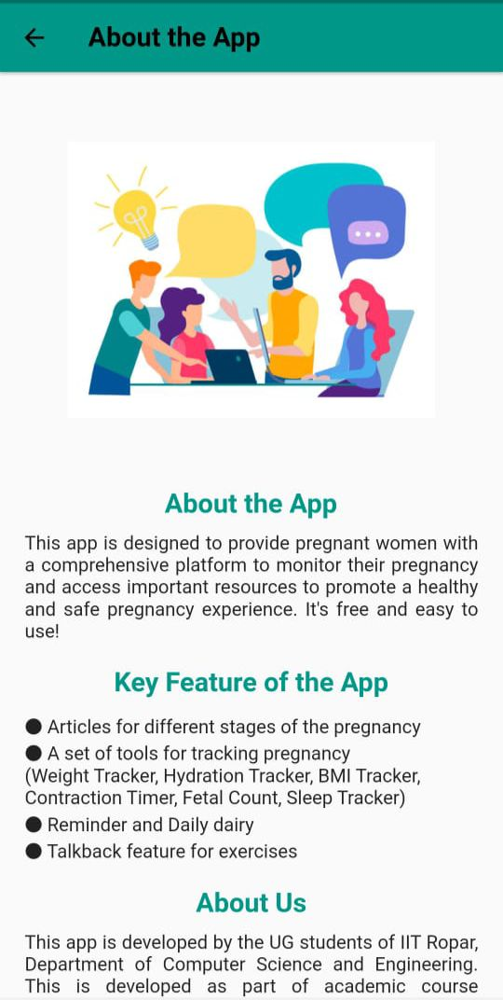 About the App
About the App
This app is designed to provide pregnant women with
a comprehensive platform to monitor their pregnancy
and access important resources to promote a healthy
and safe pregnancy experience. It's free and easy to
use!
Key Feature of the App
● Articles for different stages of the pregnancy
● A set of tools for tracking pregnancy
(Weight Tracker, Hydration Tracker, BMI Tracker,
Contraction Timer, Fetal Count, Sleep Tracker)
● Reminder and Daily dairy
● Talkback feature for exercises
About Us
This app is developed by the UG students of IIT Ropar,
Department of Computer Science and Engineering.
This is developed as part of academic course